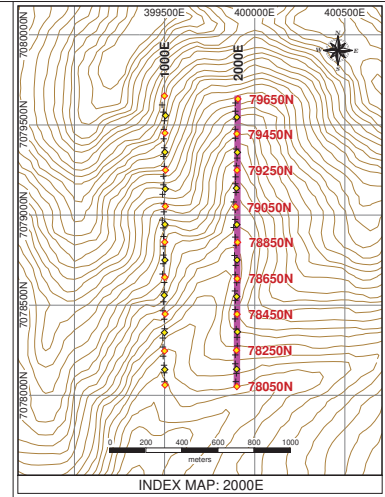 399500E 400000E 400500E
7080000N
7079500N
7079000N
7078500N
7078000N
1000E
2000E
N
W E
S
79650N
79450N
79250N
79050N
78850N
78650N
78450N
78250N
78050N
0 200 400 600 800 1000
meters
INDEX MAP: 2000E